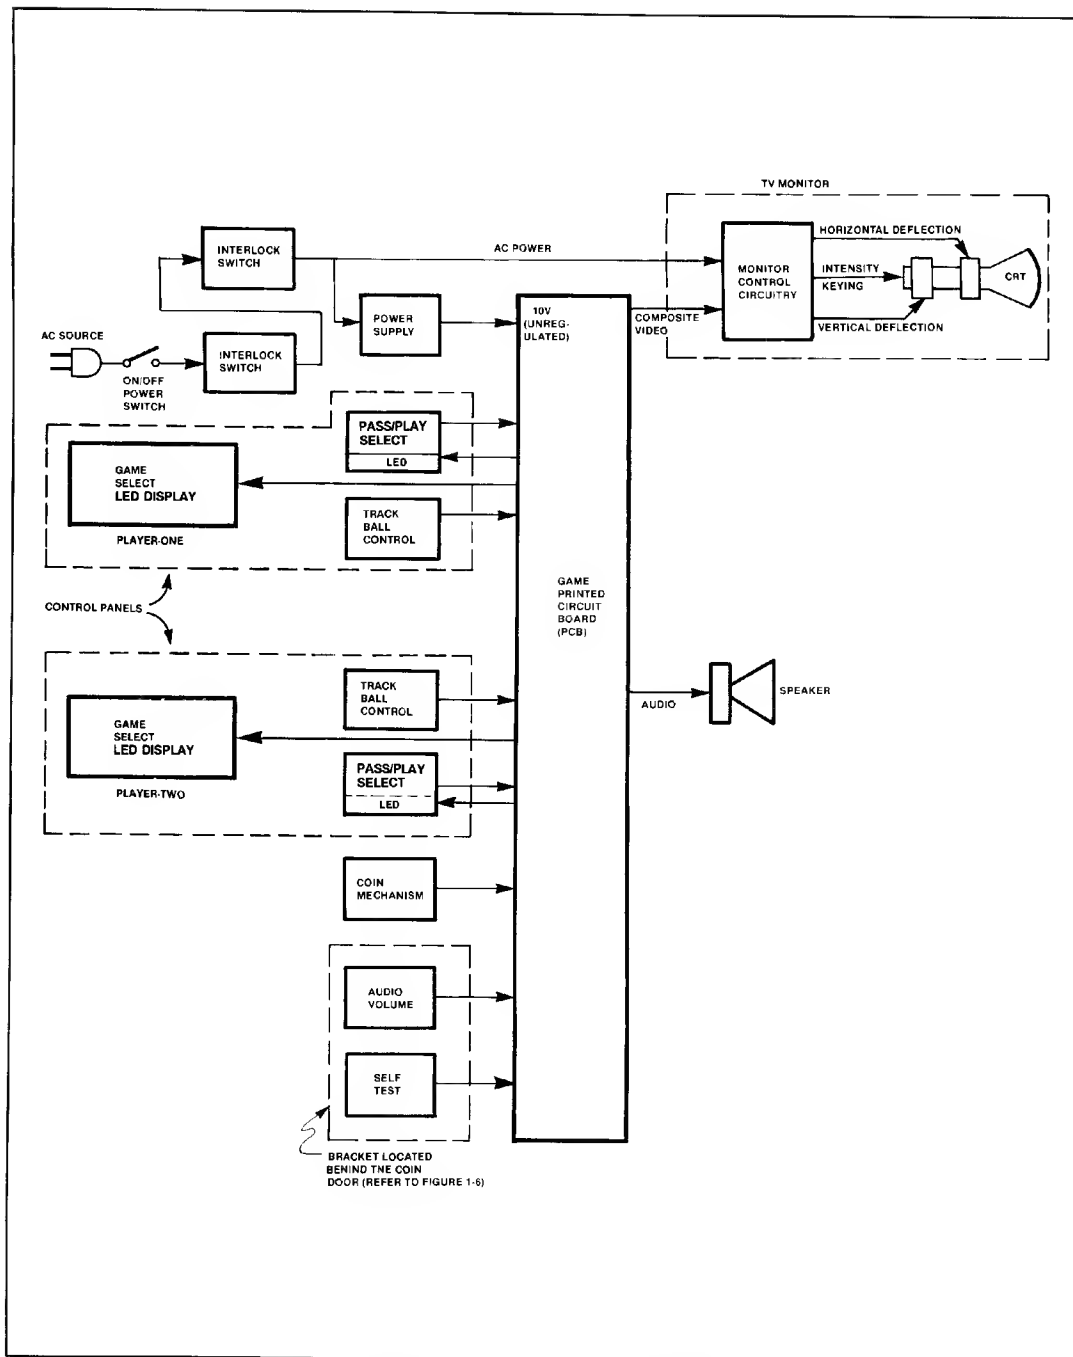 TV MONITOR
INTERLOCK
SWITCH
AC POWER
HORIZONTAL DEFLECTION
MONITOR
CONTROL
CIRCUITRY
INTENSITY
KEYING
CRT
VERTICAL DEFLECTION
COMPOSITE
VIDEO
POWER
SUPPLY
10V
(UNREG-
ULATED)
AC SOURCE
ON/OFF
POWER
SWITCH
INTERLOCK
SWITCH
PASS/PLAY
SELECT
LED
GAME
SELECT
LED DISPLAY
PLAYER-ONE
TRACK
BALL
CONTROL
CONTROL PANELS
GAME
PRINTED
CIRCUIT
BOARD
(PCB)
TRACK
BALL
CONTROL
GAME
SELECT
LED DISPLAY
PLAYER-TWO
PASS/PLAY
SELECT
LED
AUDIO
SPEAKER
COIN
MECHANISM
AUDIO
VOLUME
SELF
TEST
BRACKET LOCATED
BEHIND TNE COIN
DOOR (REFER TO FIGURE 1-6)